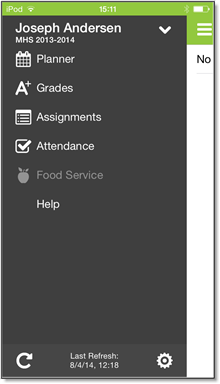 iPod 15:11
Joseph Andersen
MHS 2013-2014
Planner
No
A+ Grades
Assignments
Attendance
Food Service
Help
Last Refresh:
8/4/14, 12:18